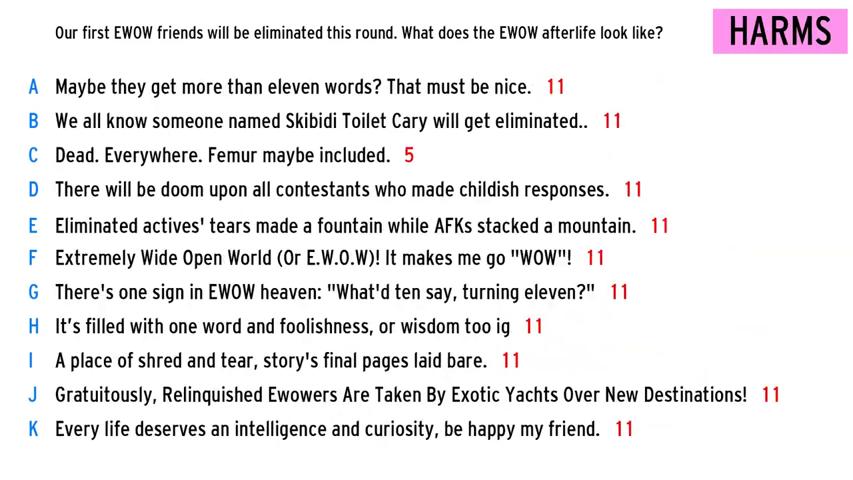 Our first EWOW friends will be eliminated this round. What does the EWOW afterlife look like?
HARMS
A Maybe they get more than eleven words? That must be nice. 11
B We all know someone named Skibidi Toilet Cary will get eliminated.. 11
C Dead. Everywhere. Femur maybe included. 5
D There will be doom upon all contestants who made childish responses. 11
E Eliminated actives' tears made a fountain while AFKs stacked a mountain. 11
F Extremely Wide Open World (Or E.W.O.W)! It makes me go "WOW"! 11
G There's one sign in EWOW heaven: "What'd ten say, turning eleven?" 11
H It’s filled with one word and foolishness, or wisdom too ig 11
I A place of shred and tear, story's final pages laid bare. 11
J Gratuitously, Relinquished Ewowers Are Taken By Exotic Yachts Over New Destinations! 11
K Every life deserves an intelligence and curiosity, be happy my friend. 11